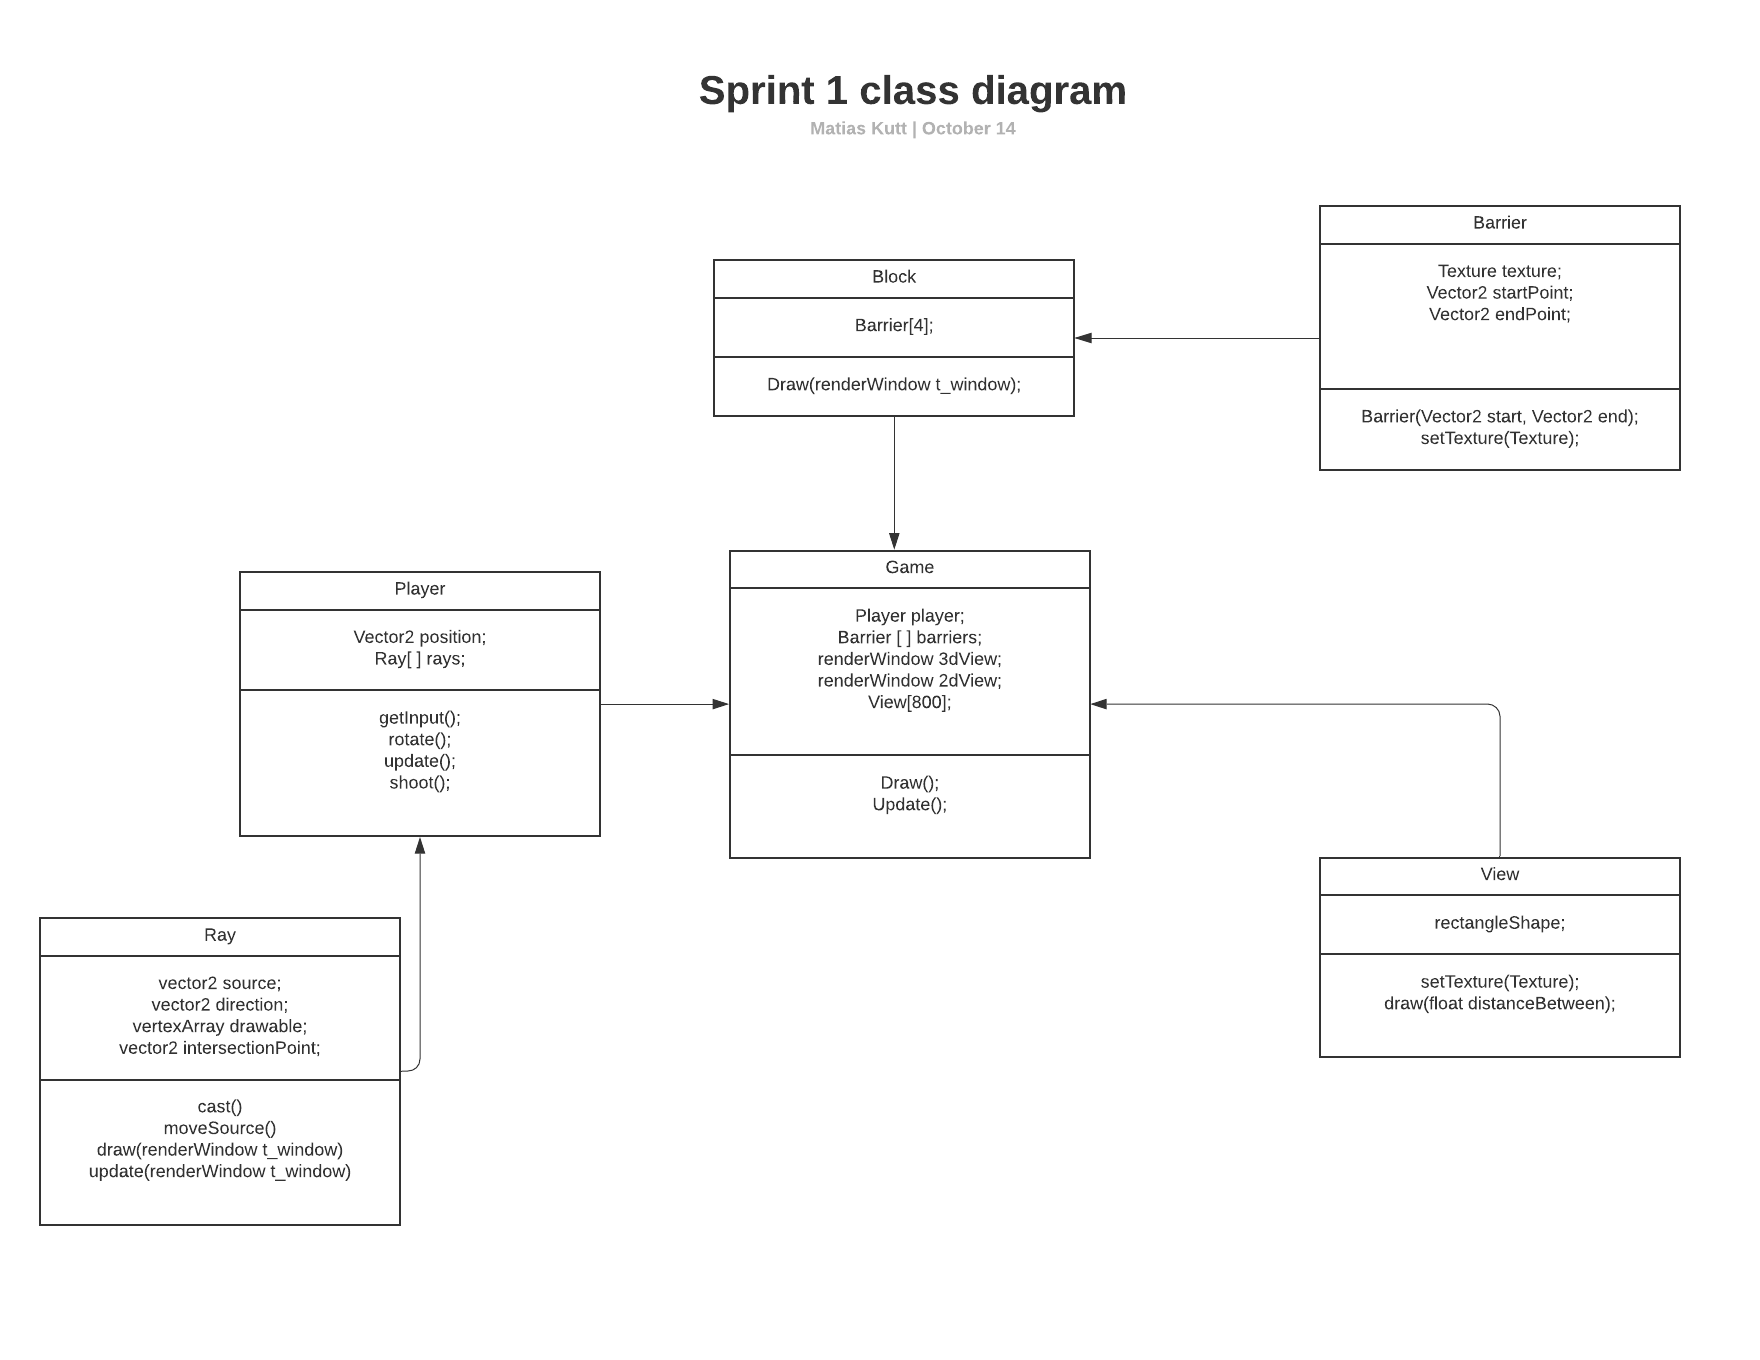 Sprint 1 class diagram
Matias Kutt | October 14
Barrier
Texture texture;
Vector2 startPoint;
Vector2 endPoint;
Barrier(Vector2 start, Vector2 end);
setTexture(Texture);
Block
Barrier[4];
Draw(renderWindow t_window);
Game
Player player;
Barrier [ ] barriers;
renderWindow 3dView;
renderWindow 2dView;
View[800];
Draw();
Update();
Player
Vector2 position;
Ray[ ] rays;
getInput();
rotate();
update();
shoot();
View
rectangleShape;
setTexture(Texture);
draw(float distanceBetween);
Ray
vector2 source;
vector2 direction;
vertexArray drawable;
vector2 intersectionPoint;
cast()
moveSource()
draw(renderWindow t_window)
update(renderWindow t_window)